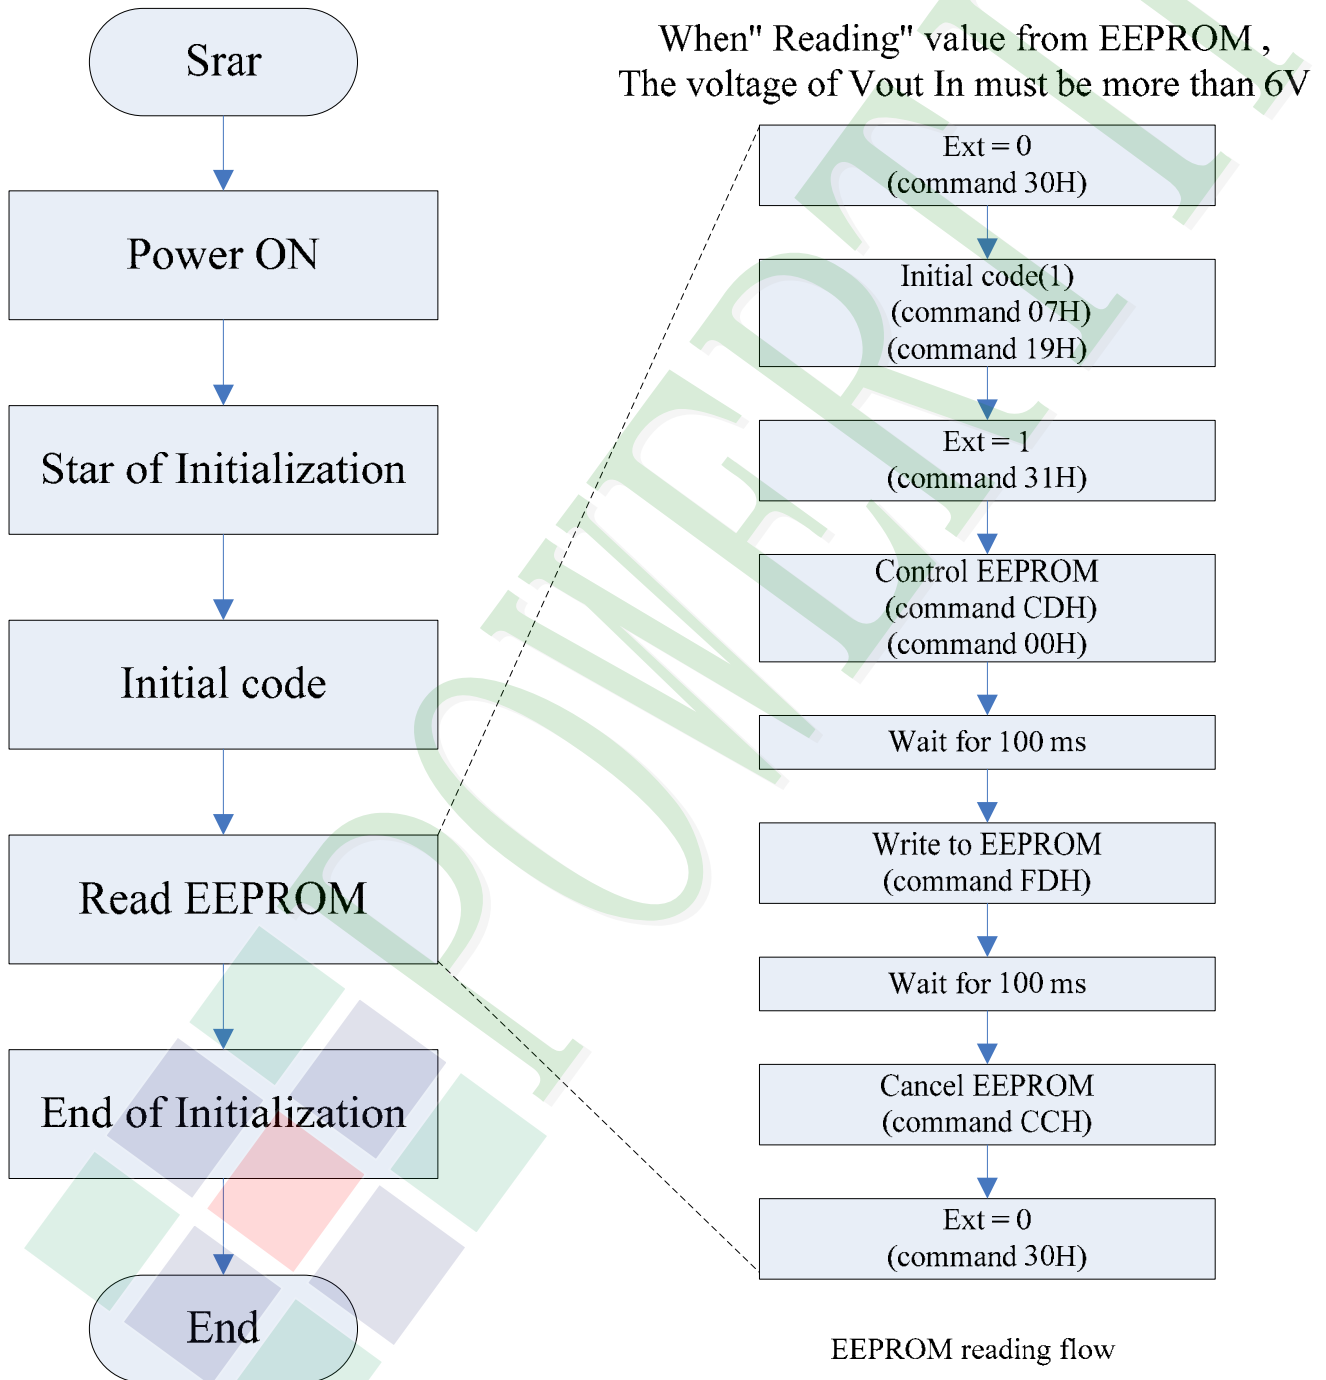 Srar
Power ON
Star of Initialization
Initial code
Read EEPROM
End of Initialization
End
When" Reading" value from EEPROM ,
The voltage of Vout In must be more than 6V
Ext = 0
(command 30H)
Initial code(1)
(command 07H)
(command 19H)
Ext = 1
(command 31H)
Control EEPROM
(command CDH)
(command 00H)
Wait for 100 ms
Write to EEPROM
(command FDH)
Wait for 100 ms
Cancel EEPROM
(command CCH)
Ext = 0
(command 30H)
EEPROM reading flow